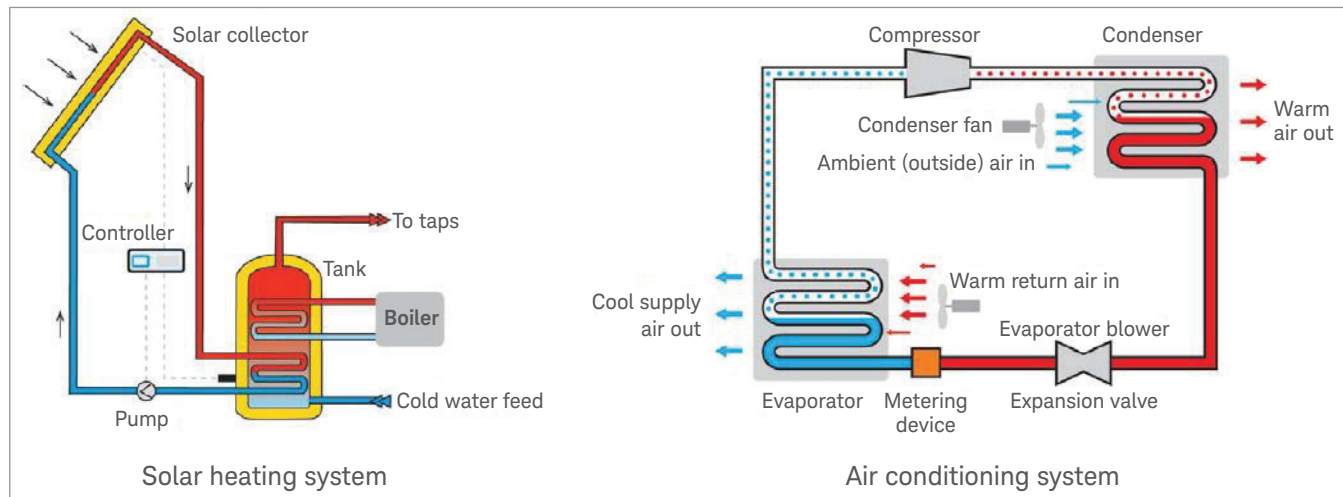 Solar collector
Controller
To taps
Tank
Boiler
Cold water feed
Pump
Solar heating system
Compressor
Condenser
Condenser fan
Ambient (outside) air in
Warm
air out
Cool supply
air out
Warm return air in
Evaporator blower
Evaporator
Metering
device
Expansion valve
Air conditioning system